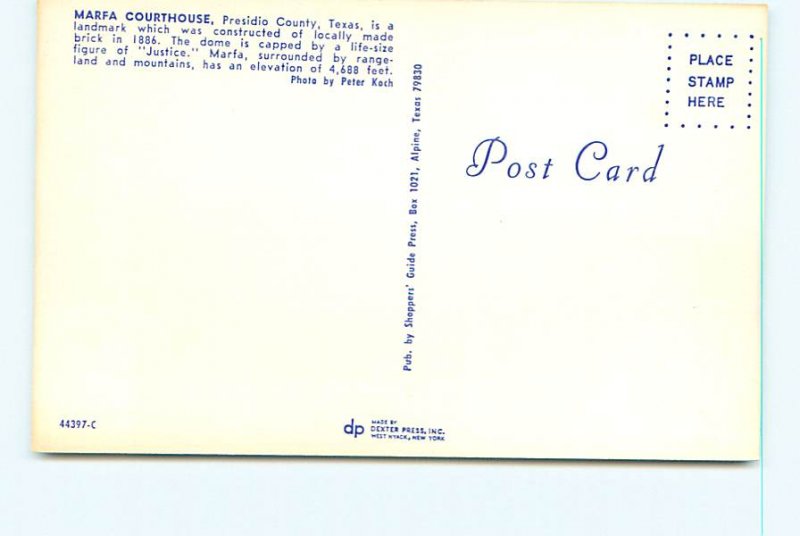 MARFA COURTHOUSE, Presidio County, Texas, is a
landmark which was constructed of locally made
brick in 1886. The dome is capped by a life-size
figure of "Justice." Marfa, surrounded by range-
land and mountains, has an elevation of 4,688 feet.
Photo by Peter Koch
Pub. by Shoppers' Guide Press, Box 1021, Alpine, Texas 79830
PLACE
STAMP
HERE
Post Card
44397-C
dp
MADE BY
DEXTER PRESS, INC.
WEST NYACK, NEW YORK